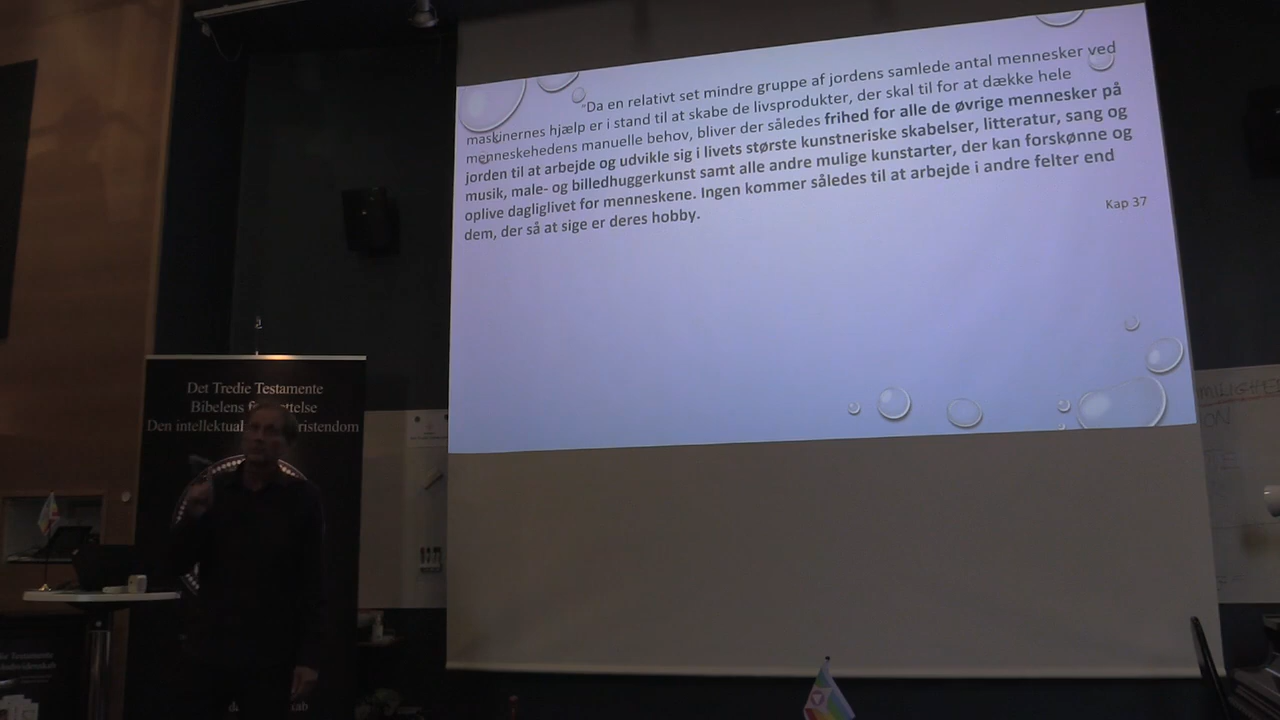 "Da en relativt set mindre gruppe af jordens samlede antal mennesker ved
maskinernes hjælp er i stand til at skabe de livsprodukter, der skal til for at dække hele
menneskehedens manuelle behov, bliver der således frihed for alle de øvrige mennesker på
jorden til at arbejde og udvikle sig i livets største kunstneriske skabelser, litteratur, sang og
musik, male- og billedhuggerkunst samt alle andre mulige kunstarter, der kan forskønne og
oplive dagliglivet for menneskene. Ingen kommer således til at arbejde i andre felter end
dem, der så at sige er deres hobby.
Kap 37
Det Tredie Testamente
Bibelens
Den intellektual
Testamente